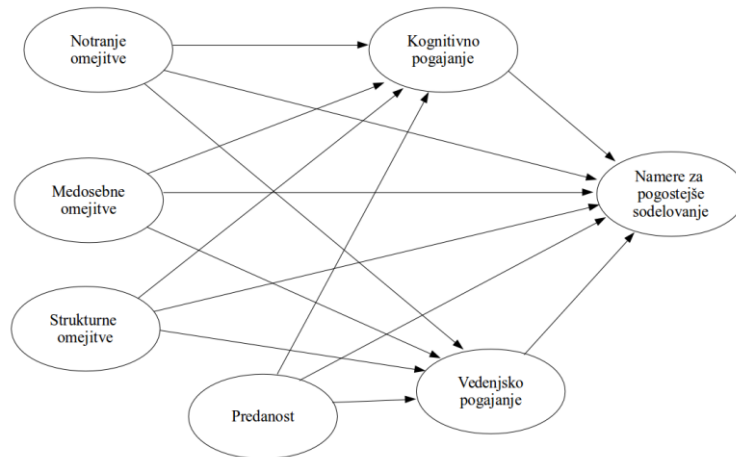 Notranje
omejitve
Kognitivno
pogajanje
Medosebne
omejitve
Namere za
pogostejše
sodelovanje
Strukturne
omejitve
Vedenjsko
pogajanje
Predanost